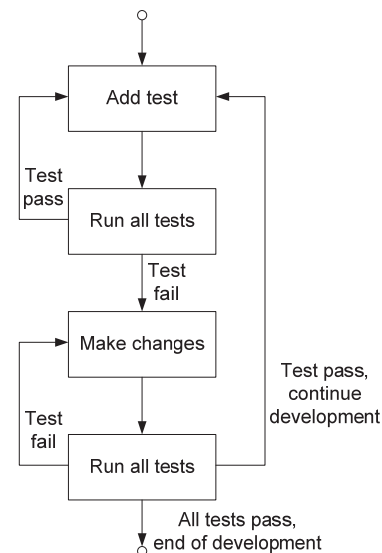 Add test
Test
pass
Run all tests
Test
fail
Make changes
Test pass,
continue
development
Test
fail
Run all tests
All tests pass,
end of development